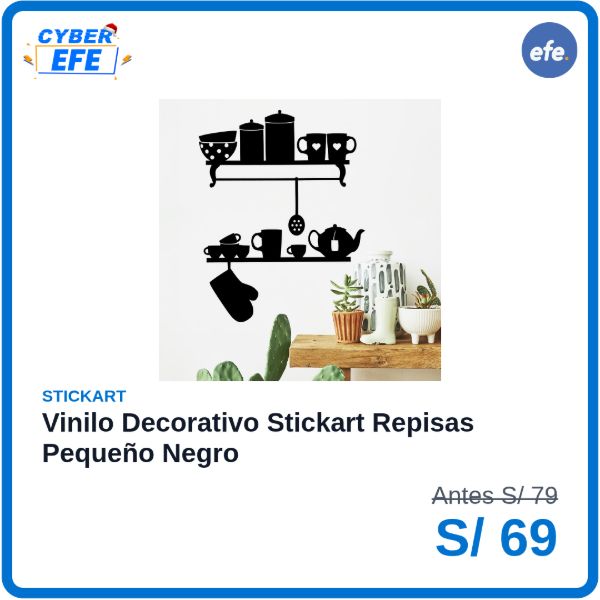 CYBER
EFE
efe.
STICKART
Vinilo Decorativo Stickart Repisas
Pequeño Negro
Antes S/ 79
S/ 69